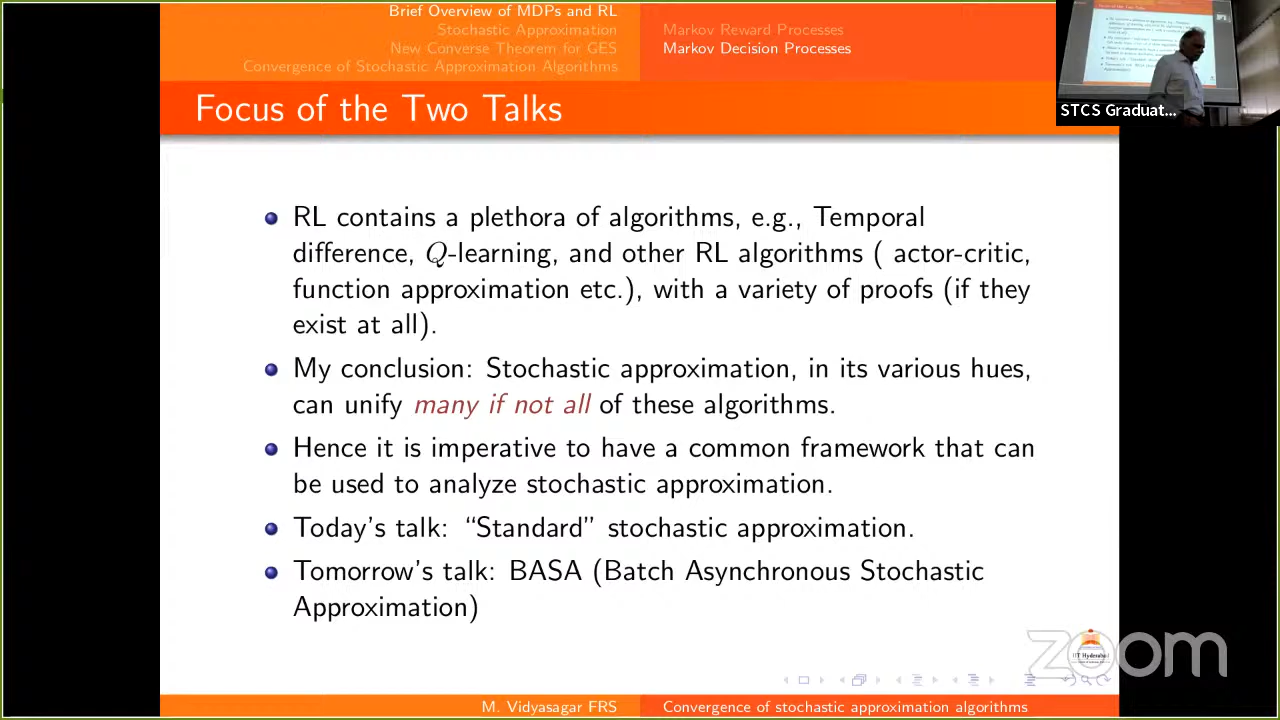 Brief Overview of MDPs and RL
Stochastic Approximation
New Converse Theorem for GES
Convergence of Stochastic Approximation Algorithms
Markov Reward Processes
Markov Decision Processes
STCS Graduat...
Focus of the Two Talks
RL contains a plethora of algorithms, e.g., Temporal
difference, Q-learning, and other RL algorithms ( actor-critic,
function approximation etc.), with a variety of proofs (if they
exist at all).
My conclusion: Stochastic approximation, in its various hues,
can unify many if not all of these algorithms.
Hence it is imperative to have a common framework that can
be used to analyze stochastic approximation.
Today's talk: “Standard” stochastic approximation.
Tomorrow's talk: BASA (Batch Asynchronous Stochastic
Approximation)
zoom
IIT Hyderabad
M. Vidyasagar FRS
Convergence of stochastic approximation algorithms